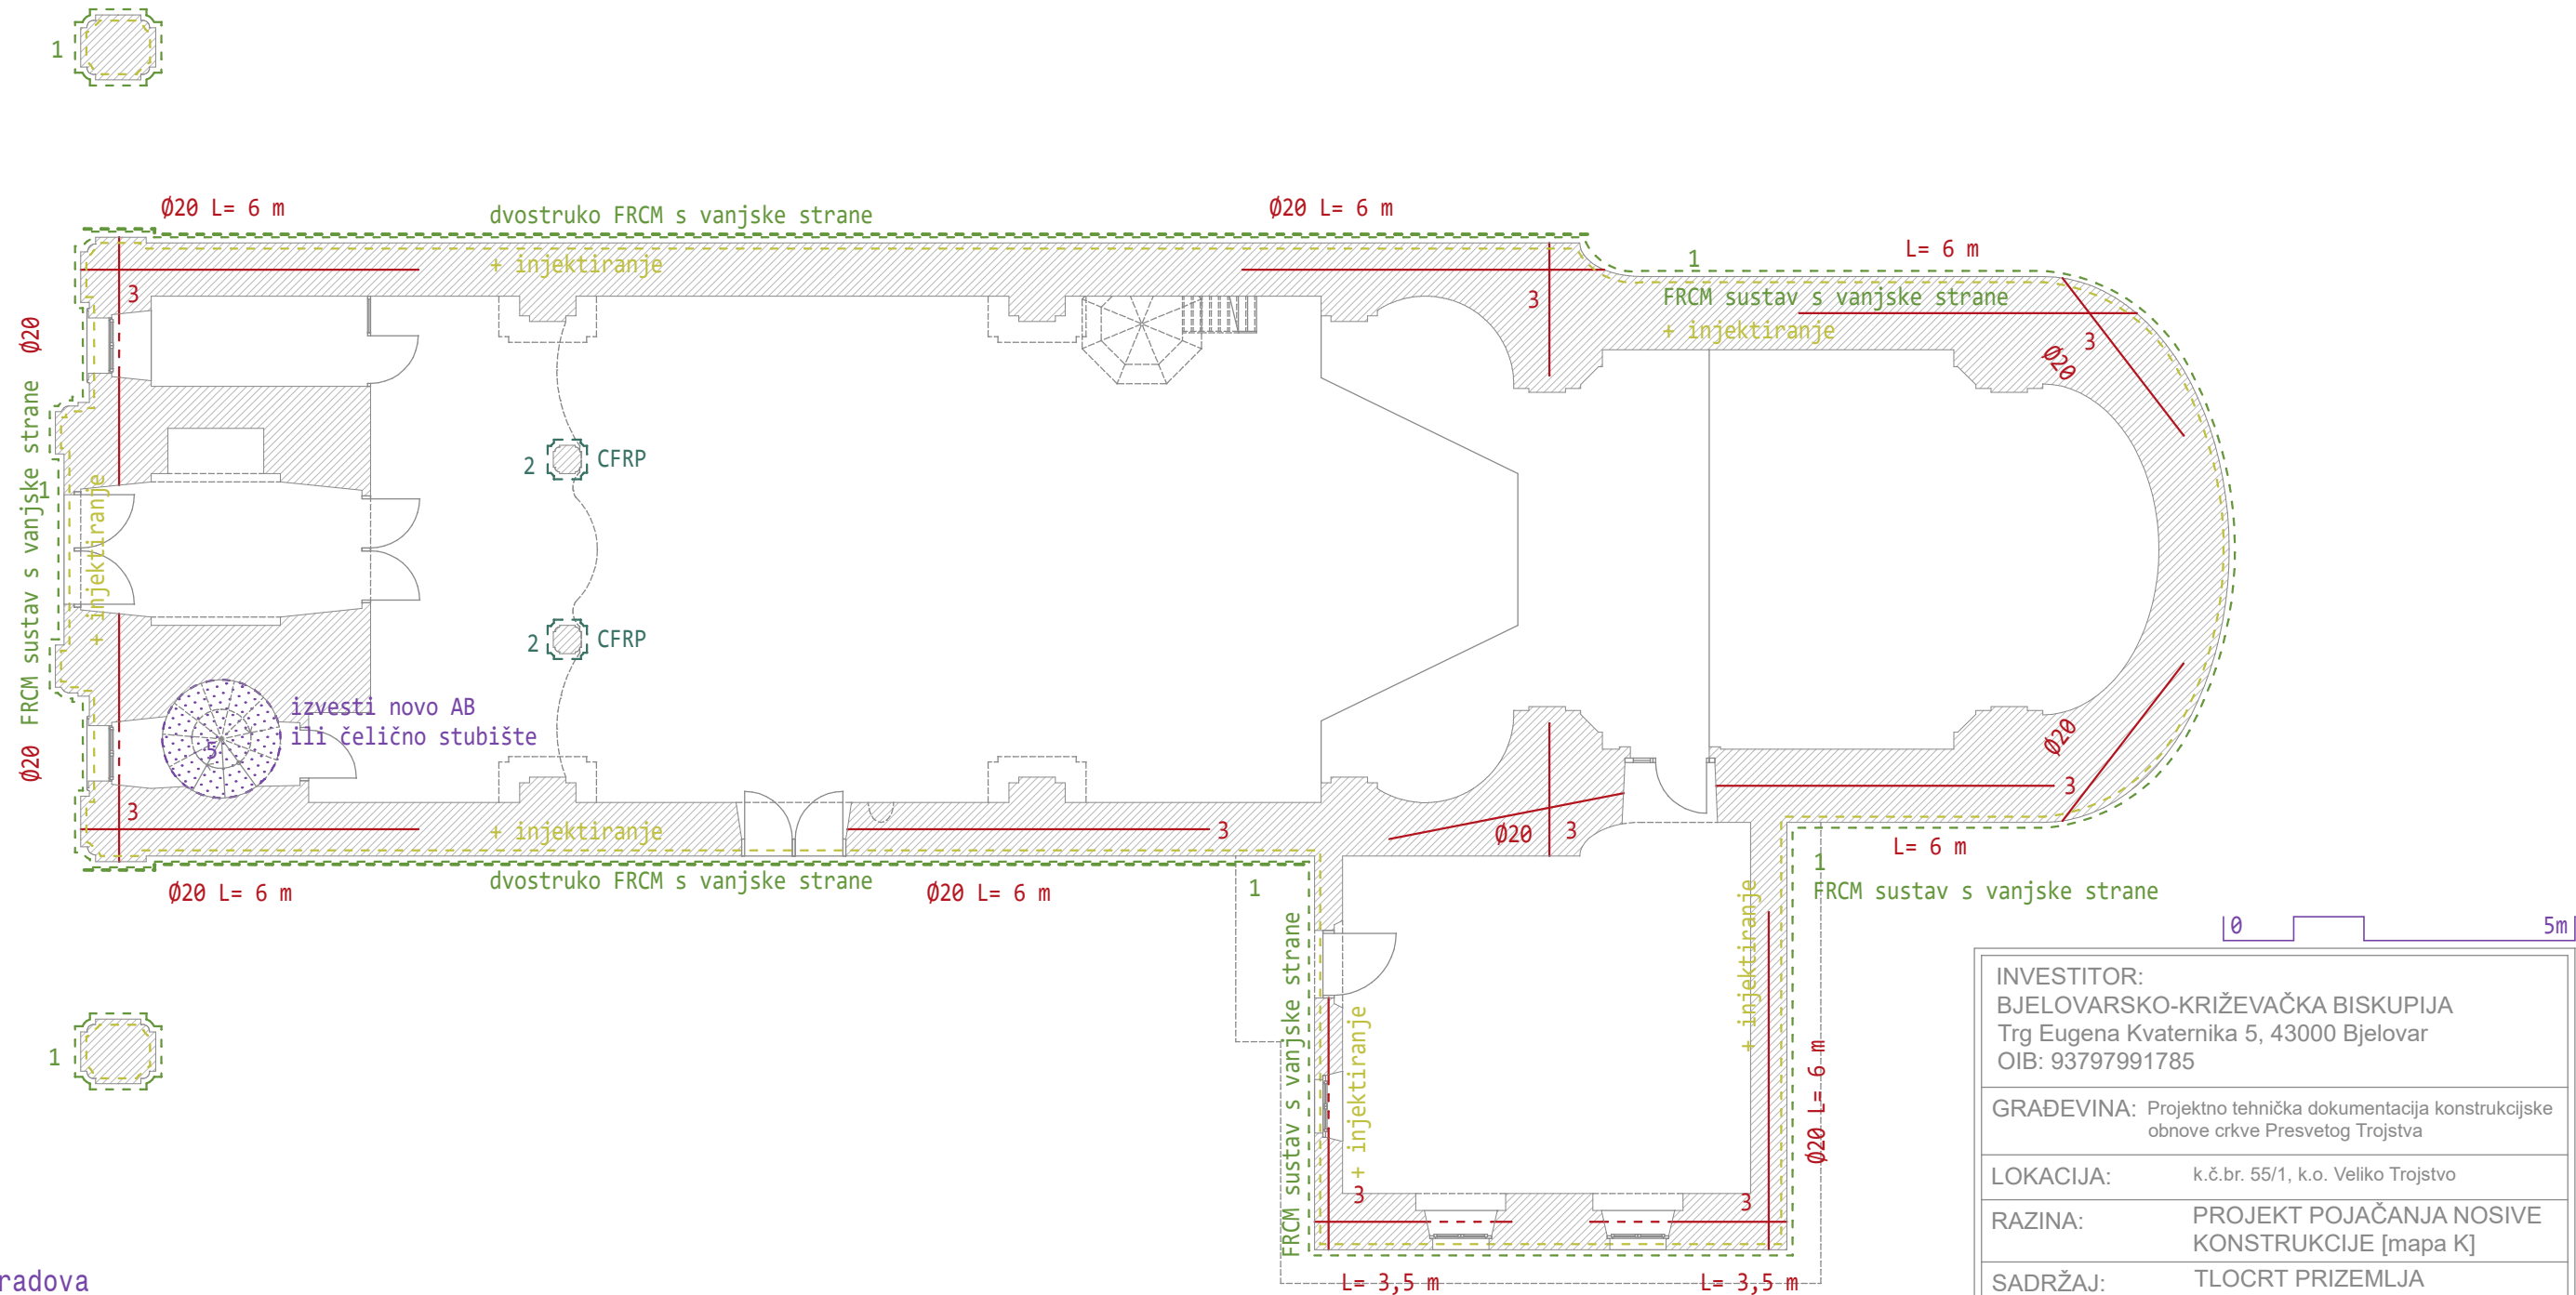 1
Ø20 L= 6 m
dvostruko FRCM s vanjske strane
Ø20 L= 6 m
+ injektiranje
3
3
1
L= 6 m
FRCM sustav s vanjske strane
+ injektiranje
3
Ø20
Ø20
FRCM sustav s vanjske strane
1
+ injektiranje
Ø20
2
CFRP
2
CFRP
izvesti novo AB
ili čelično stubište
5
3
+ injektiranje
3
Ø20
3
Ø20
3
L= 6 m
Ø20 L= 6 m
dvostruko FRCM s vanjske strane
Ø20 L= 6 m
1
1
FRCM sustav s vanjske strane
FRCM sustav s vanjske strane
+ injektiranje
+ injektiranje
Ø20 L= 6 m
3
3
L= 3,5 m
L= 3,5 m
1
radova
0
5m
INVESTITOR:
BJELOVARSKO-KRIŽEVAČKA BISKUPIJA
Trg Eugena Kvaternika 5, 43000 Bjelovar
OIB: 93797991785
GRAĐEVINA: Projektno tehnička dokumentacija konstrukcijske
obnove crkve Presvetog Trojstva
LOKACIJA: k.č.br. 55/1, k.o. Veliko Trojstvo
RAZINA: PROJEKT POJAČANJA NOSIVE
KONSTRUKCIJE [mapa K]
SADRŽAJ: TLOCRT PRIZEMLJA